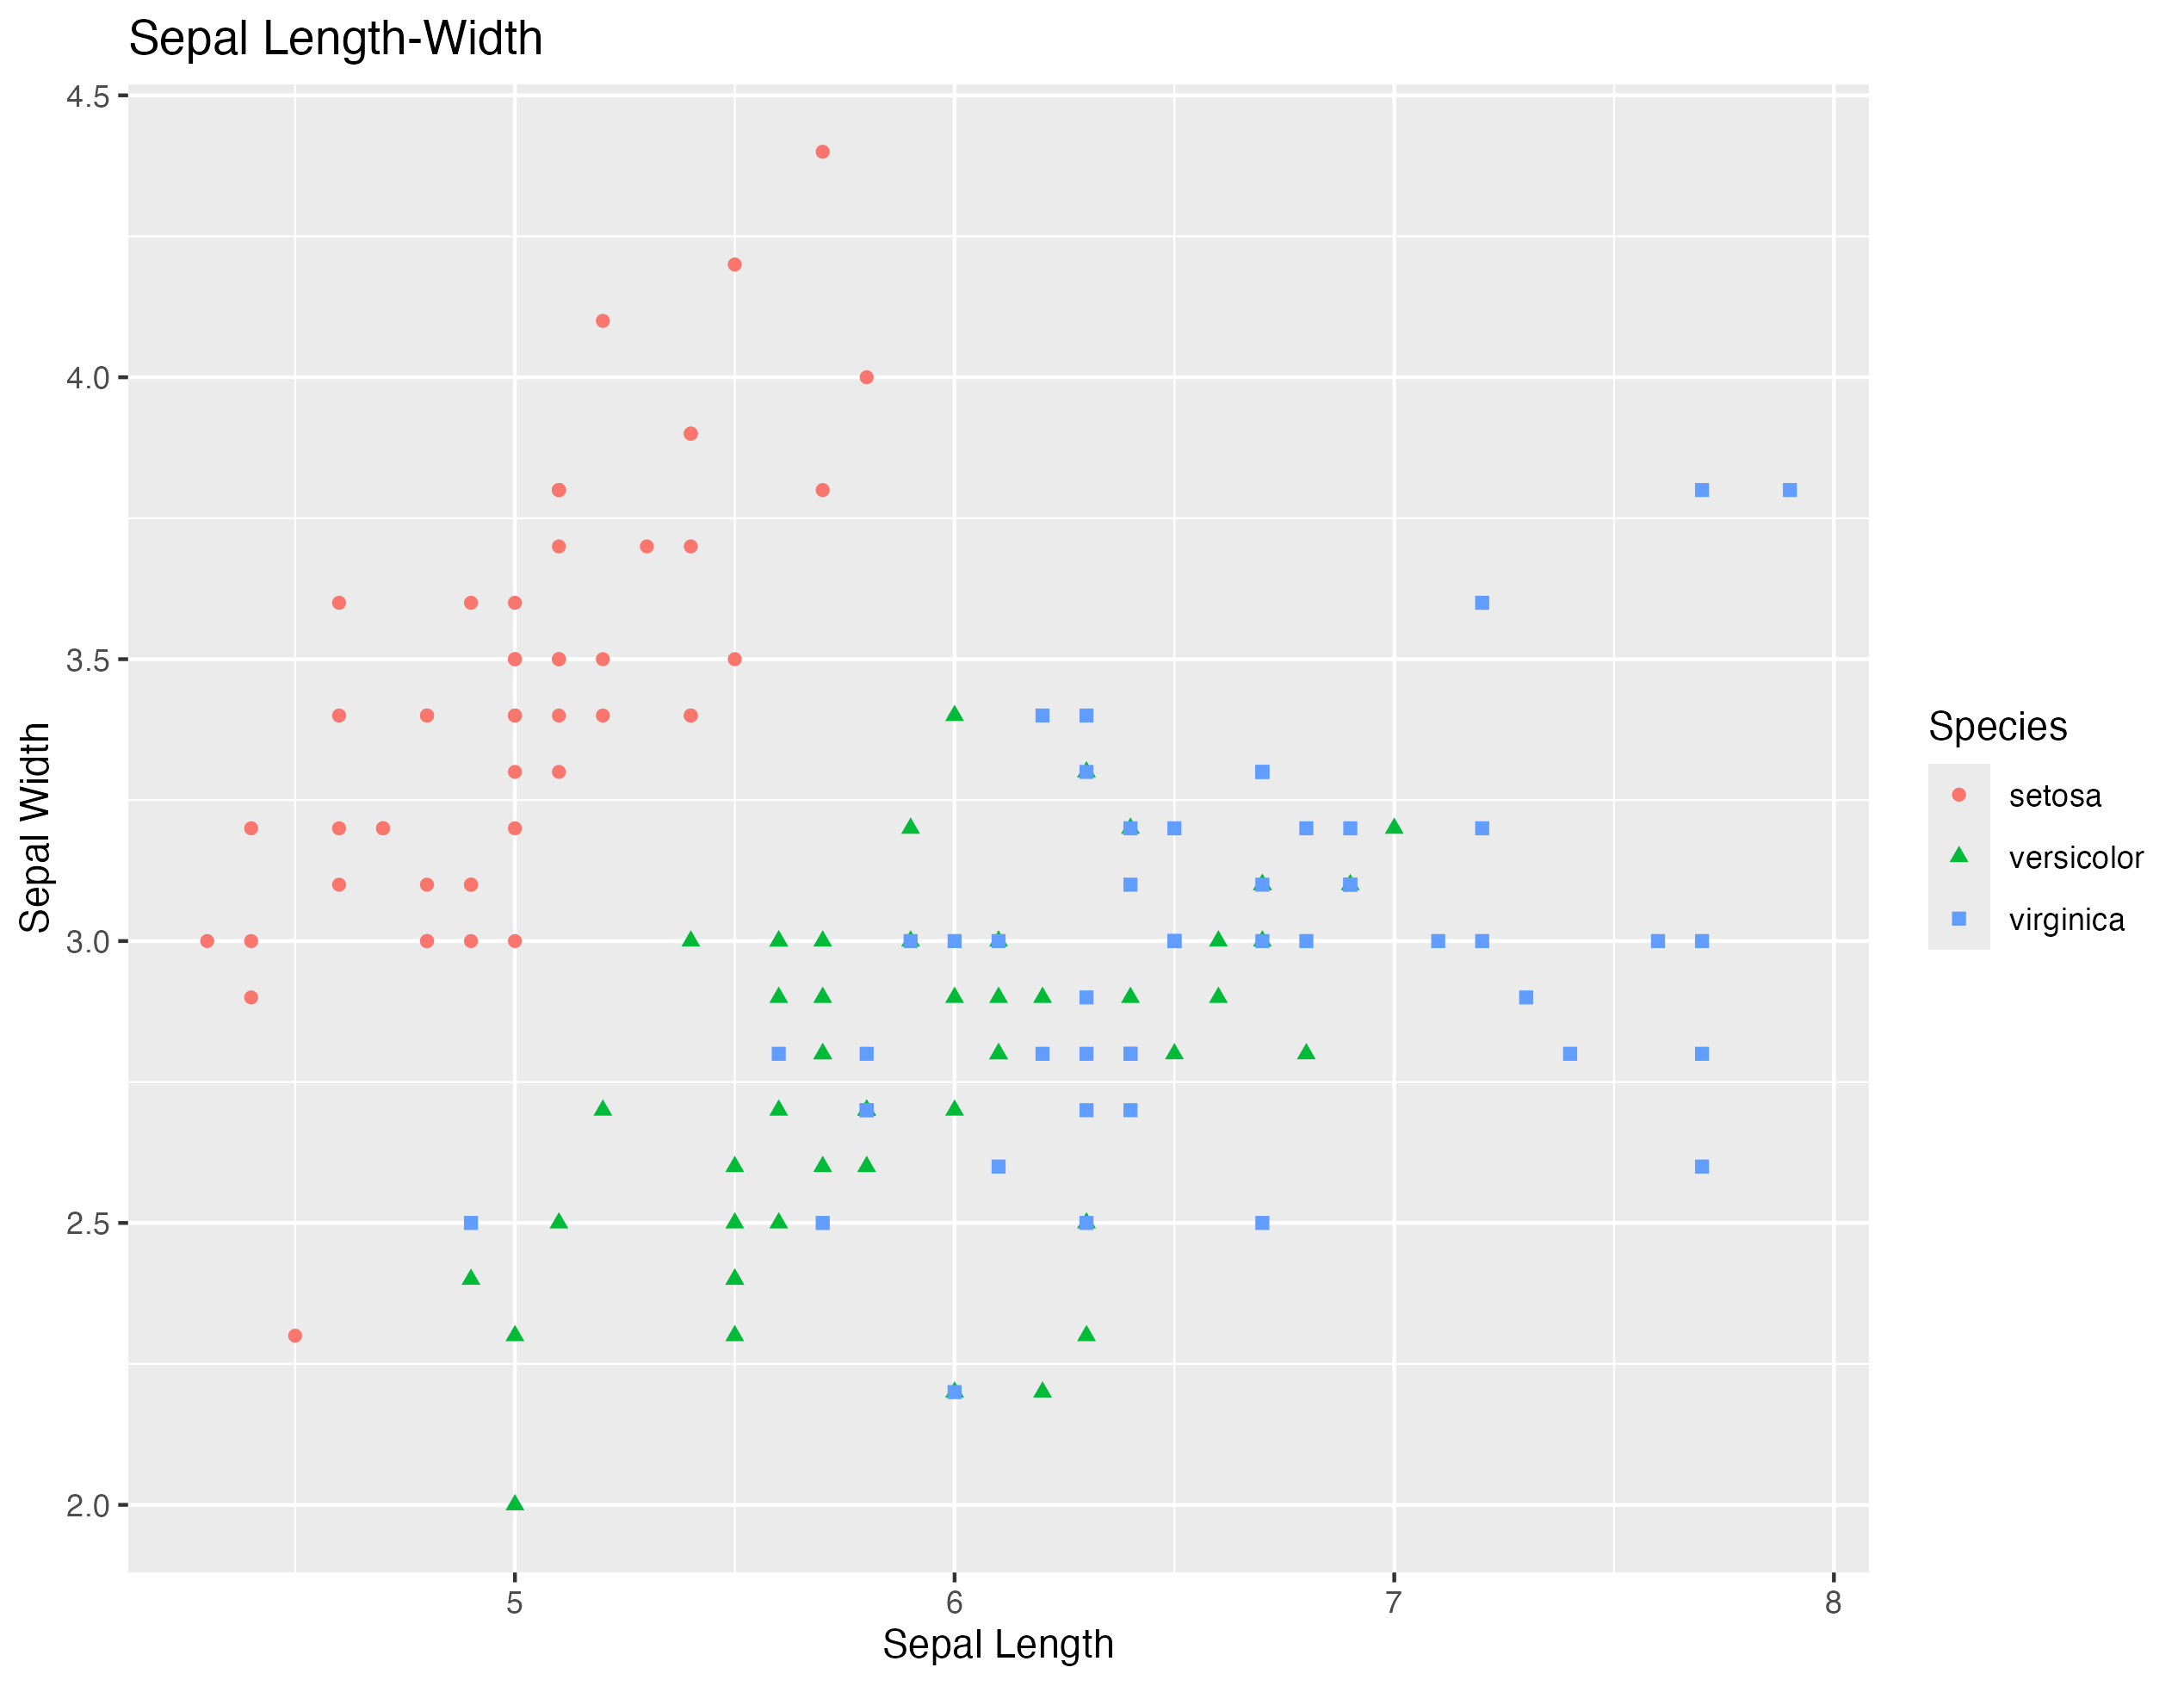 Sepal Length-Width
4.5
4.0
3.5
3.0
2.5
2.0
Sepal Width
5 6 7 8
Sepal Length
Species
setosa
versicolor
virginica